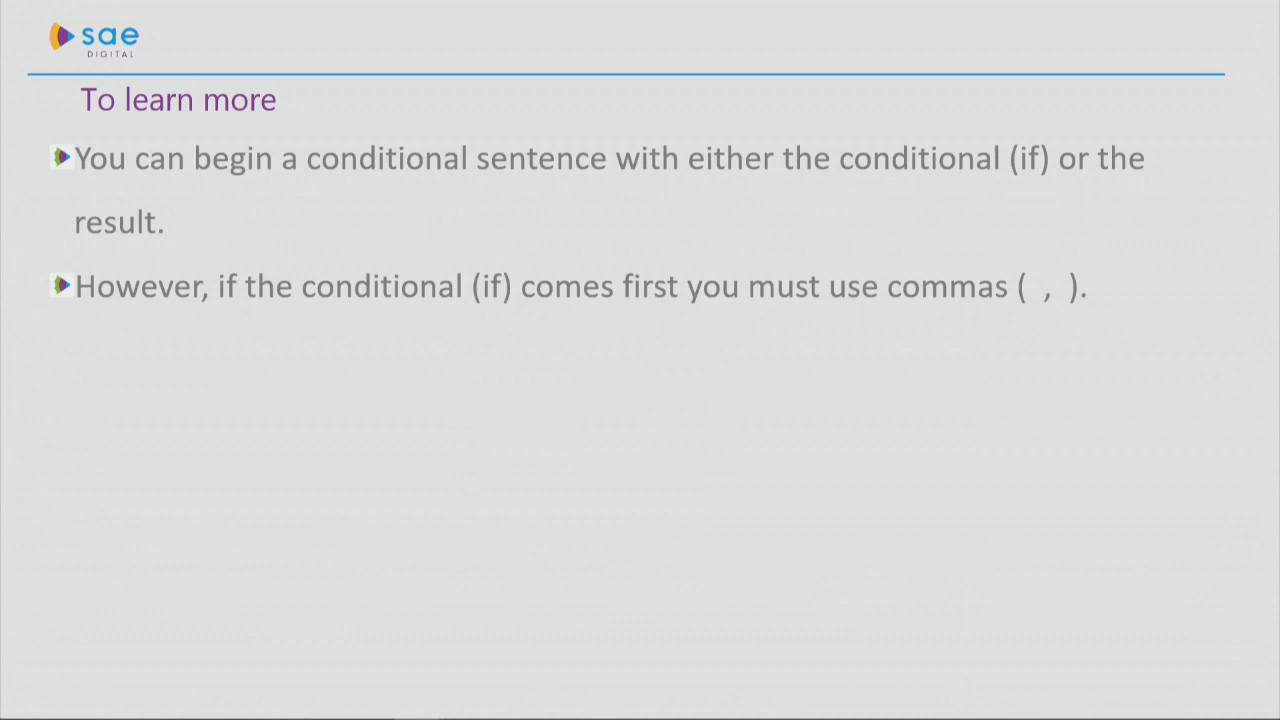 sae
DIGITAL
To learn more
You can begin a conditional sentence with either the conditional (if) or the
result.
However, if the conditional (if) comes first you must use commas ( , ).